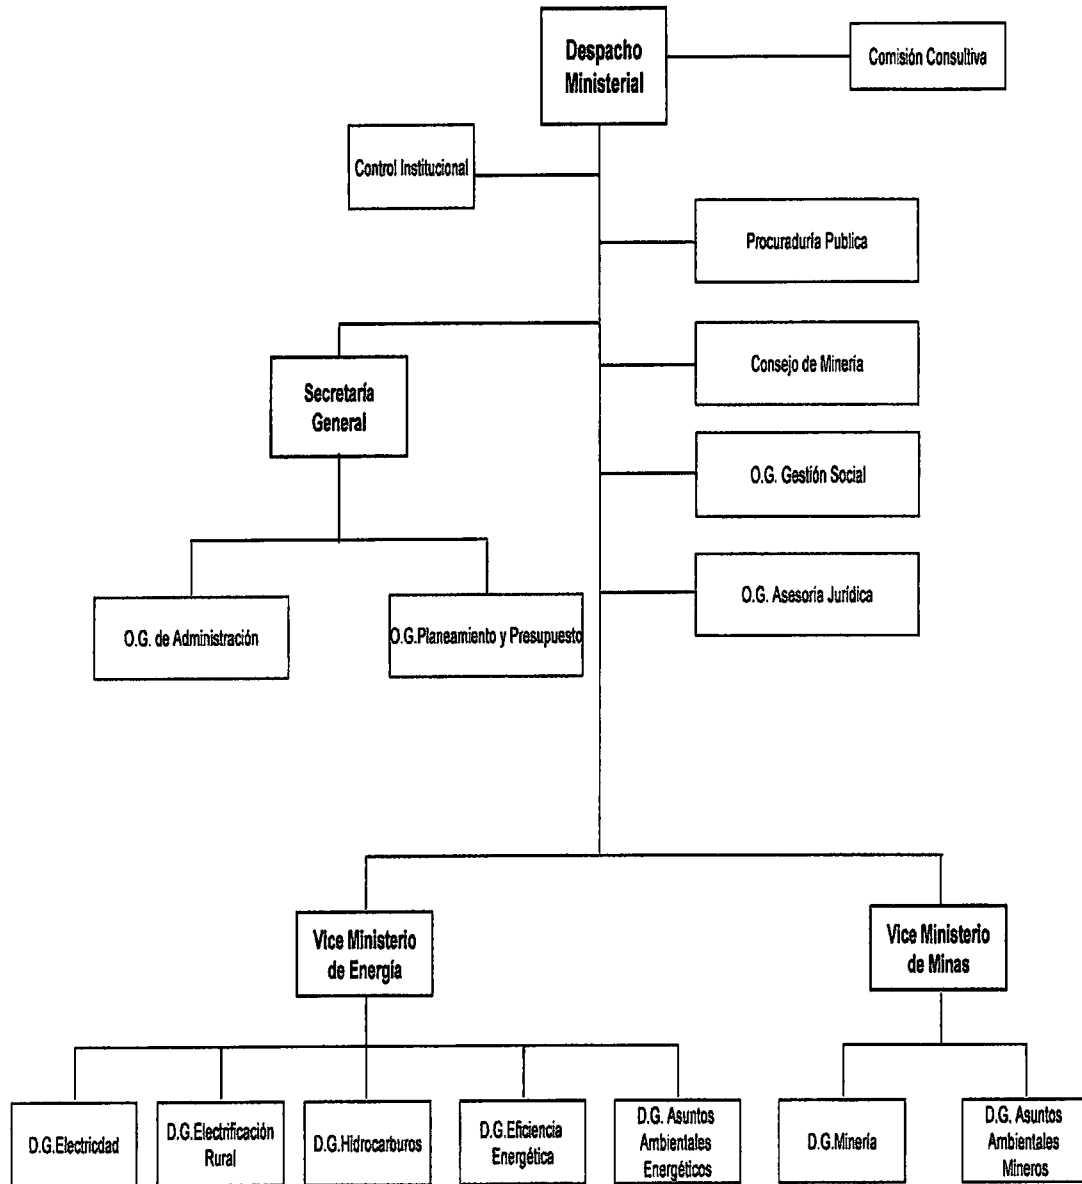 Despacho
Ministerial
Comisión Consultiva
Control Institucional
Procuraduría Publica
Consejo de Minería
Secretaría
General
O.G. Gestión Social
O.G. Asesoría Jurídica
O.G. de Administración
O.G.Planeamiento y Presupuesto
Vice Ministerio
de Energía
Vice Ministerio
de Minas
D.G.Electricdad
D.G.Electrificación
Rural
D.G.Hidrocarburos
D.G.Eficiencia
Energética
D.G. Asuntos
Ambientales
Energéticos
D.G.Minería
D.G. Asuntos
Ambientales
Mineros